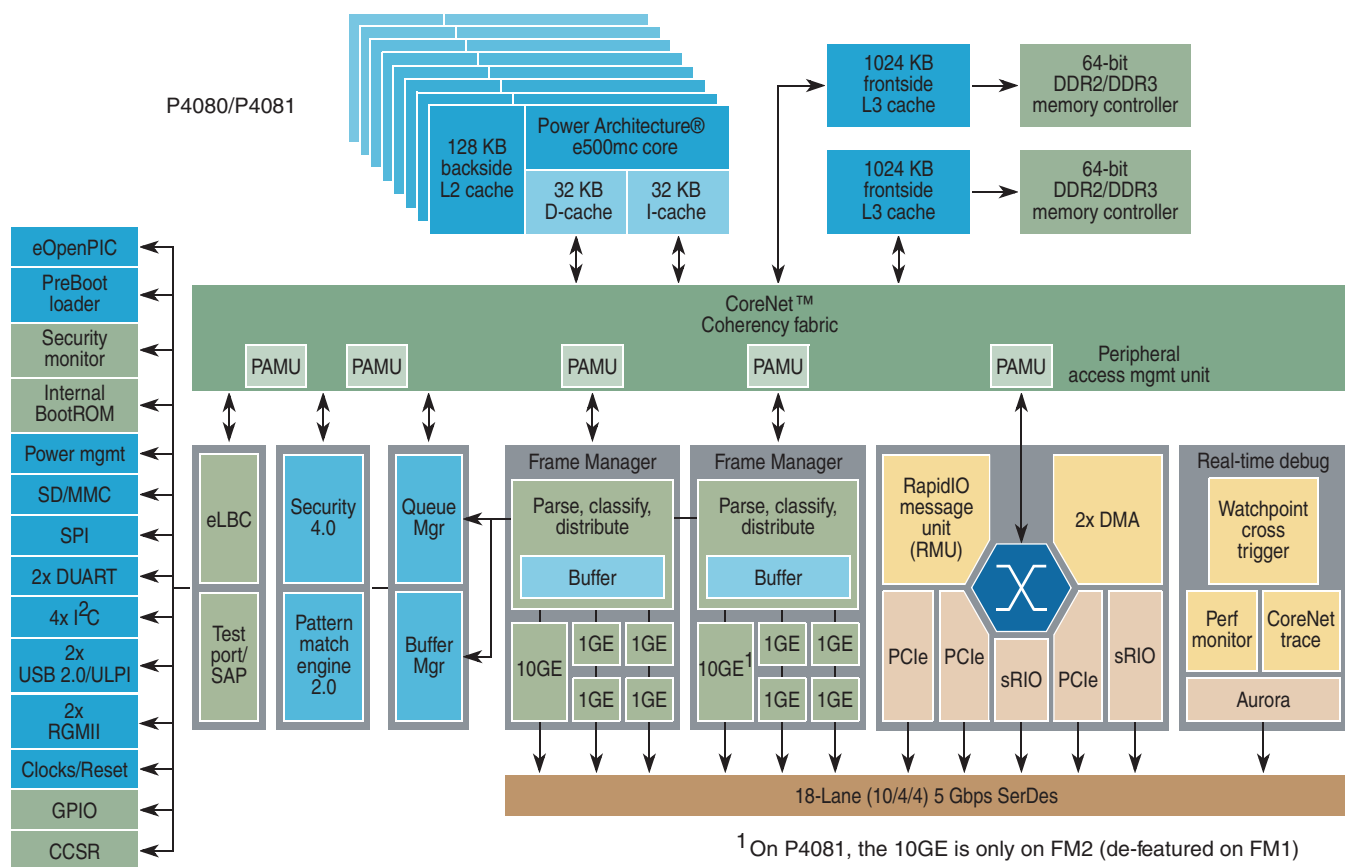 P4080/P4081
128 KB
backside
L2 cache
Power Architecture®
e500mc core
32 KB
D-cache
32 KB
I-cache
1024 KB
frontside
L3 cache
64-bit
DDR2/DDR3
memory controller
1024 KB
frontside
L3 cache
64-bit
DDR2/DDR3
memory controller
eOpenPIC
PreBoot
loader
Security
monitor
Internal
BootROM
Power mgmt
SD/MMC
SPI
2x DUART
4x I²C
2x
USB 2.0/ULPI
2x
RGMII
Clocks/Reset
GPIO
CCSR
CoreNet™
Coherency fabric
PAMU
PAMU
PAMU
PAMU
PAMU
Peripheral
access mgmt unit
eLBC
Test
port/
SAP
Security
4.0
Pattern
match
engine
2.0
Queue
Mgr
Buffer
Mgr
Frame Manager
Parse, classify,
distribute
Buffer
10GE
1GE
1GE
1GE
1GE
Frame Manager
Parse, classify,
distribute
Buffer
10GE¹
1GE
1GE
1GE
1GE
RapidIO
message
unit
(RMU)
2x DMA
PCIe
PCIe
sRIO
PCIe
sRIO
Real-time debug
Watchpoint
cross
trigger
Perf
monitor
CoreNet
trace
Aurora
18-Lane (10/4/4) 5 Gbps SerDes
¹On P4081, the 10GE is only on FM2 (de-featured on FM1)